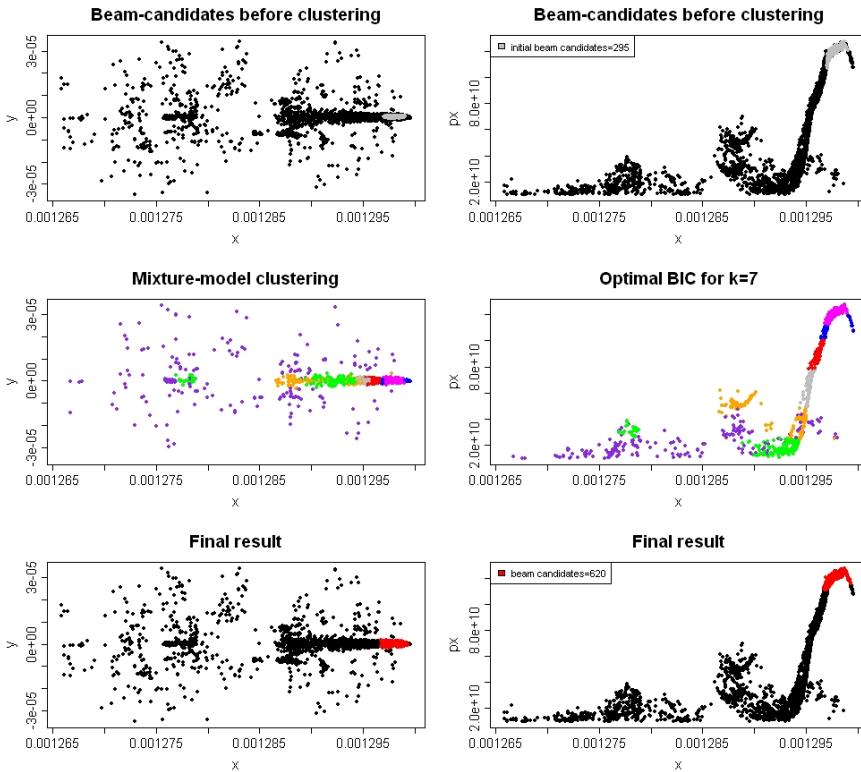 Beam-candidates before clustering
3e-05
0e+00
-3e-05
y
0.001265 0.001275 0.001285 0.001295
x
Beam-candidates before clustering
initial beam candidates=295
8.0e+10
2.0e+10
px
0.001265 0.001275 0.001285 0.001295
x
Mixture-model clustering
3e-05
0e+00
-3e-05
y
0.001265 0.001275 0.001285 0.001295
x
Optimal BIC for k=7
8.0e+10
2.0e+10
px
0.001265 0.001275 0.001285 0.001295
x
Final result
3e-05
0e+00
-3e-05
y
0.001265 0.001275 0.001285 0.001295
x
Final result
beam candidates=620
8.0e+10
2.0e+10
px
0.001265 0.001275 0.001285 0.001295
x